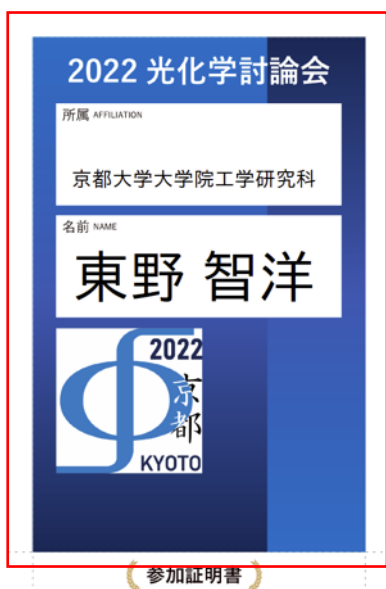 2022 光化学討論会
所属 AFFILIATION
京都大学大学院工学研究科
名前 NAME
東野 智洋
2022
京都
KYOTO
参加証明書